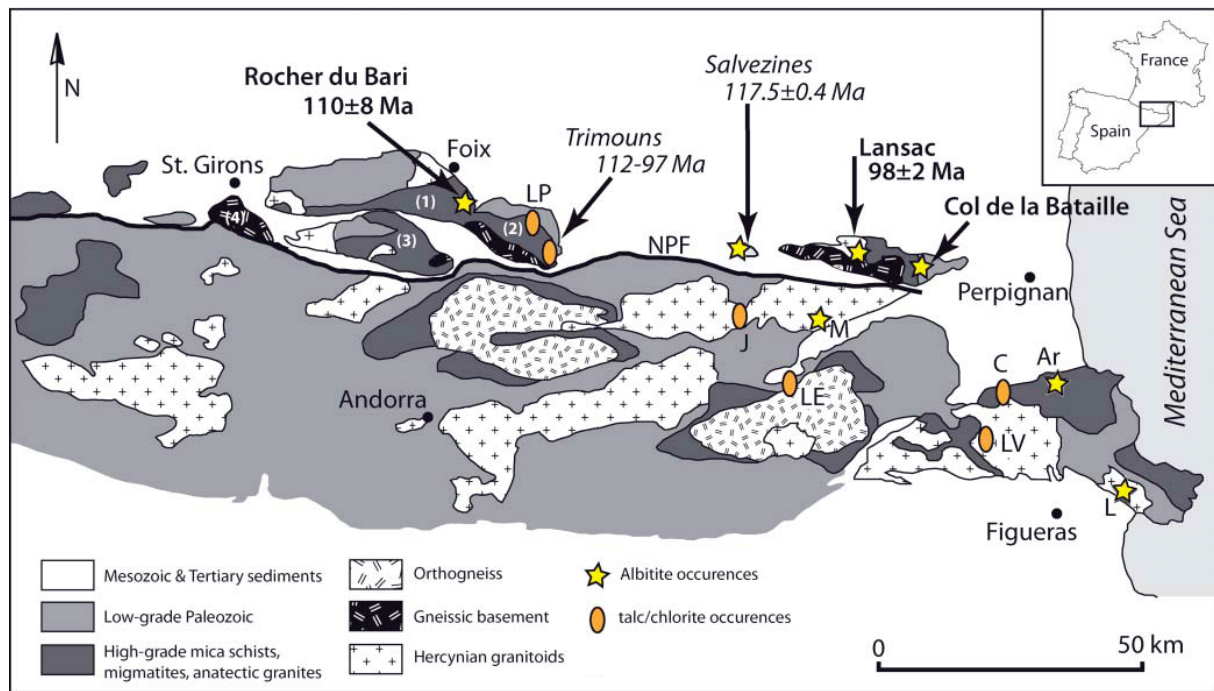 N
Rocher du Bari
110±8 Ma
Salvezines
117.5±0.4 Ma
France
Spain
St. Girons
Foix
Trimouns
112-97 Ma
Lansac
98±2 Ma
Col de la Bataille
(1)
LP
(2)
(3)
(4)
NPF
Perpignan
Mediterranean Sea
J
M
Andorra
LE
C
Ar
LV
L
Figueras
Mesozoic & Tertiary sediments
Low-grade Paleozoic
High-grade mica schists,
migmatites, anatectic granites
Orthogneiss
Gneissic basement
Hercynian granitoids
Albitite occurences
talc/chlorite occurences
0
50 km